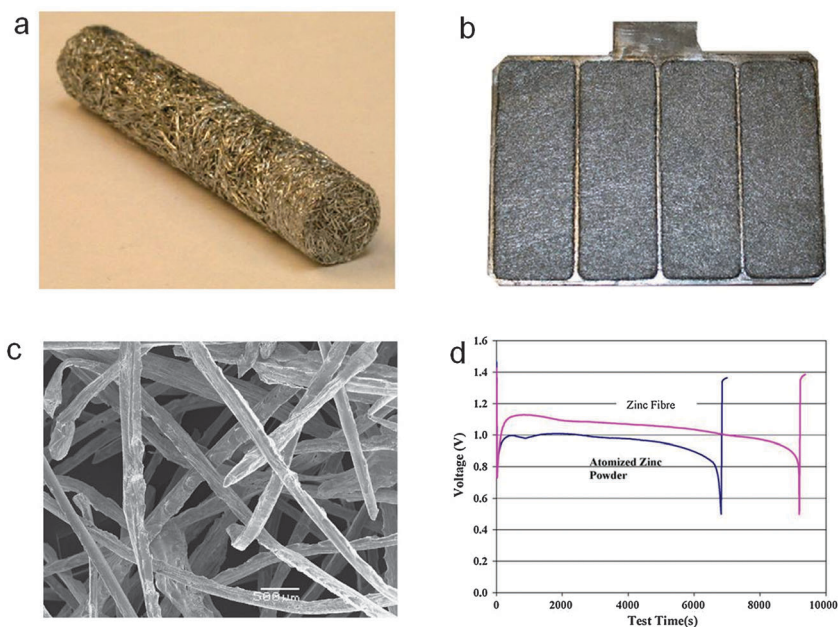 a
b
c
500µm
d
1.6
1.4
1.2
1.0
0.8
0.6
0.4
0.2
0.0
Voltage (V)
Zinc Fibre
Atomized Zinc
Powder
0
2000
4000
6000
8000
10000
Test Time(s)